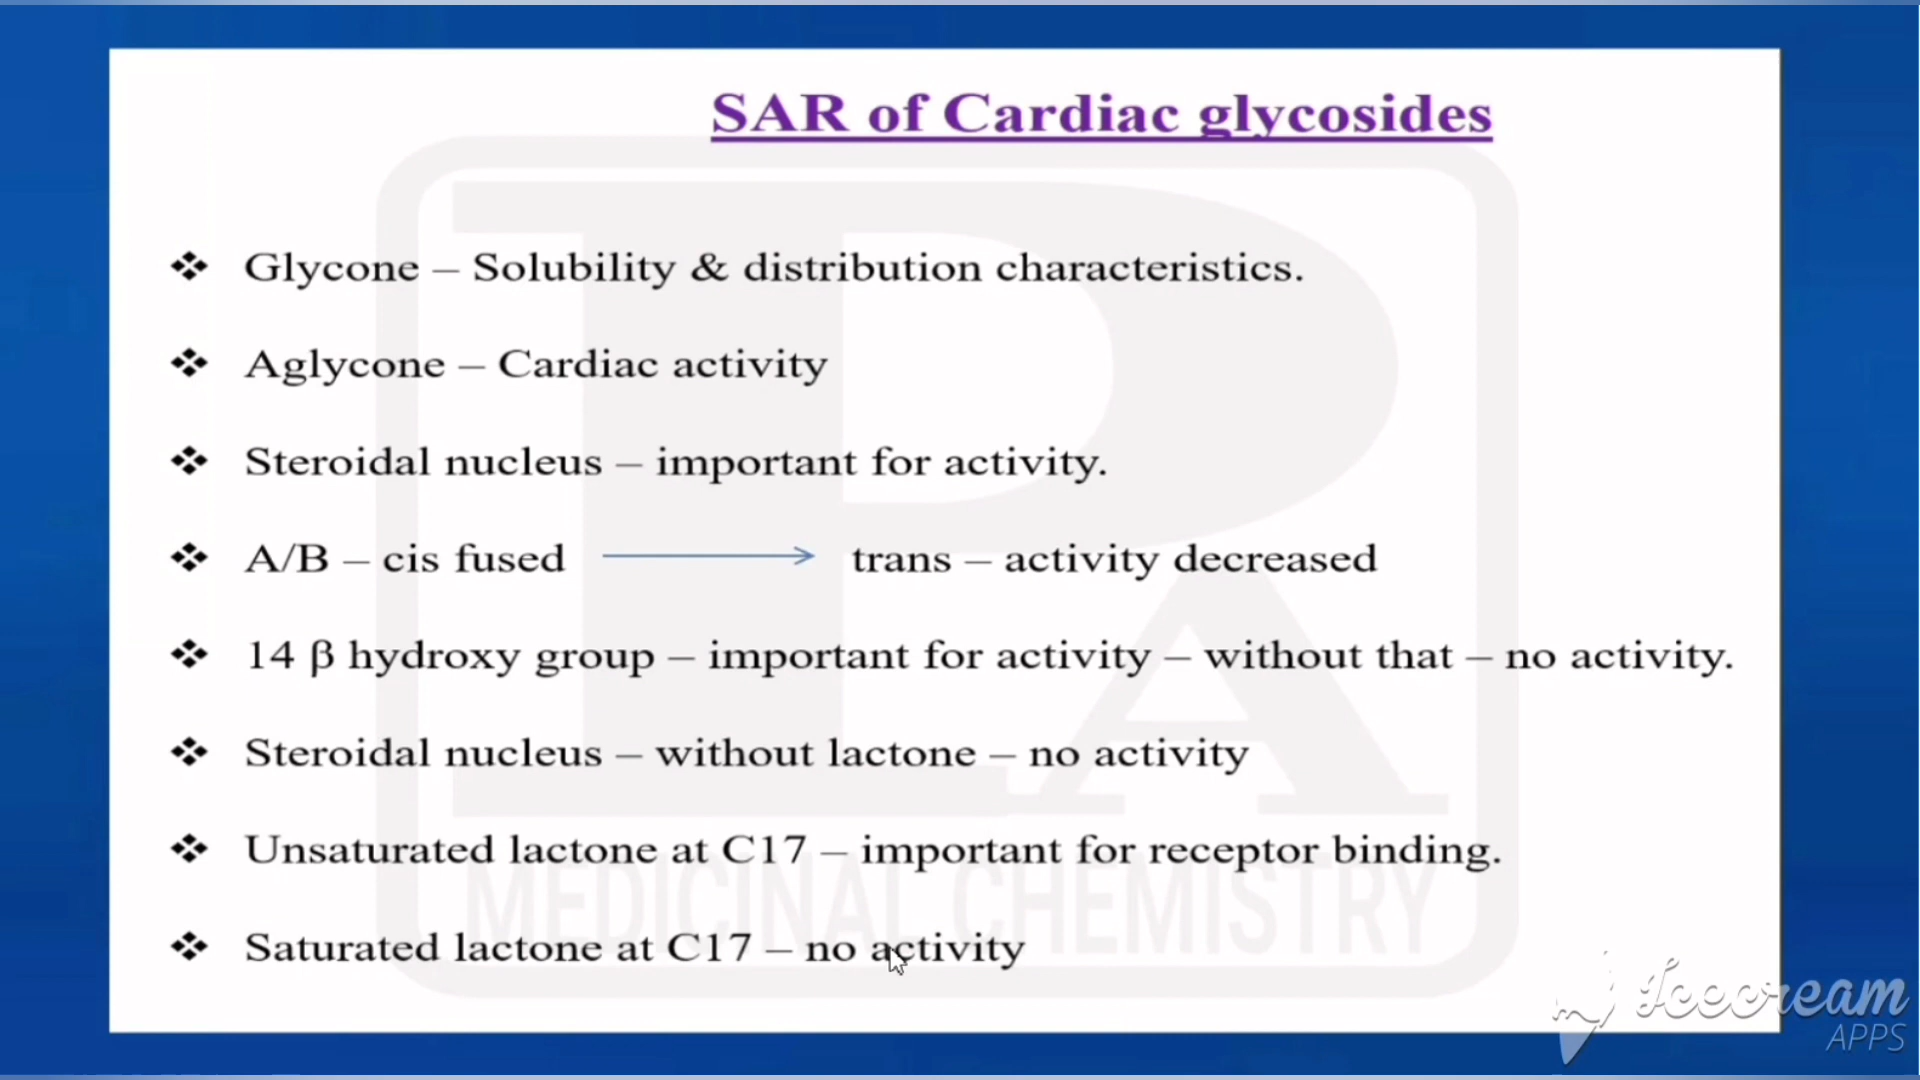 SAR of Cardiac glycosides
❖ Glycone – Solubility & distribution characteristics.
❖ Aglycone – Cardiac activity
❖ Steroidal nucleus – important for activity.
❖ A/B – cis fused → trans – activity decreased
❖ 14 β hydroxy group – important for activity – without that – no activity.
❖ Steroidal nucleus – without lactone – no activity
❖ Unsaturated lactone at C17 – important for receptor binding.
❖ Saturated lactone at C17 – no activity
PA
MEDICINAL CHEMISTRY
Icecream
APPS